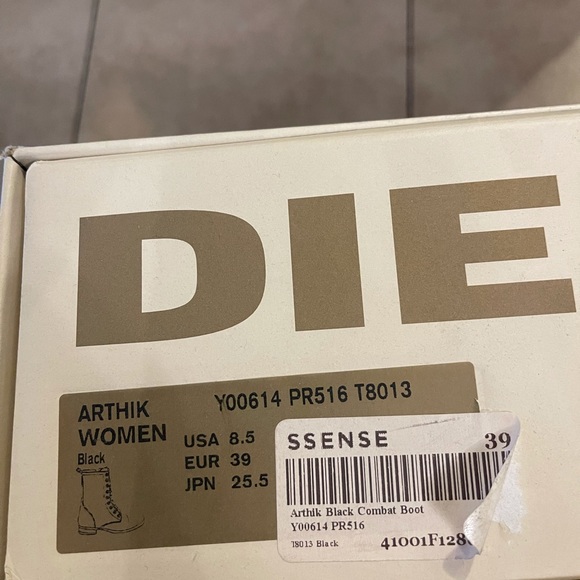 DIE
ARTHIK
WOMEN
Black
Y00614 PR516 T8013
USA 8.5
EUR 39
JPN 25.5
SSENSE 39
Arthik Black Combat Boot
Y00614 PR516
T8013 Black